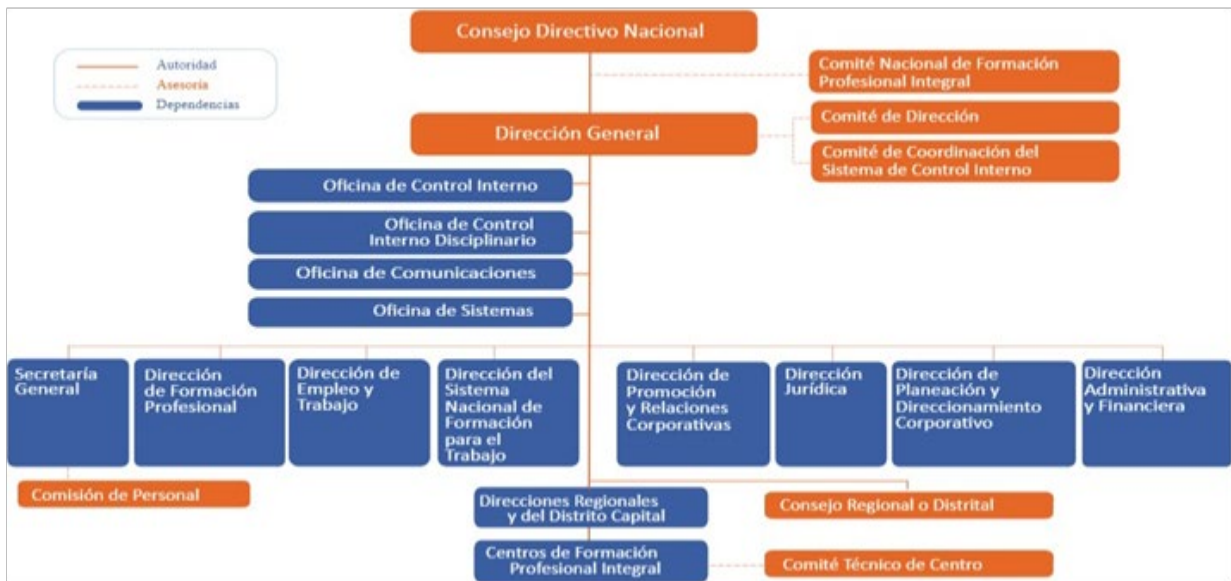 Consejo Directivo Nacional
Autoridad
Asesoría
Dependencias
Comité Nacional de Formación
Profesional Integral
Dirección General
Comité de Dirección
Comité de Coordinación del
Sistema de Control Interno
Oficina de Control Interno
Oficina de Control
Interno Disciplinario
Oficina de Comunicaciones
Oficina de Sistemas
Secretaría
General
Dirección
de Formación
Profesional
Dirección de
Empleo y
Trabajo
Dirección del
Sistema
Nacional de
Formación
para el
Trabajo
Dirección de
Promoción
y Relaciones
Corporativas
Dirección
Jurídica
Dirección de
Planeación y
Direccionamiento
Corporativo
Dirección
Administrativa
y Financiera
Comisión de Personal
Direcciones Regionales
y del Distrito Capital
Consejo Regional o Distrital
Centros de Formación
Profesional Integral
Comité Técnico de Centro